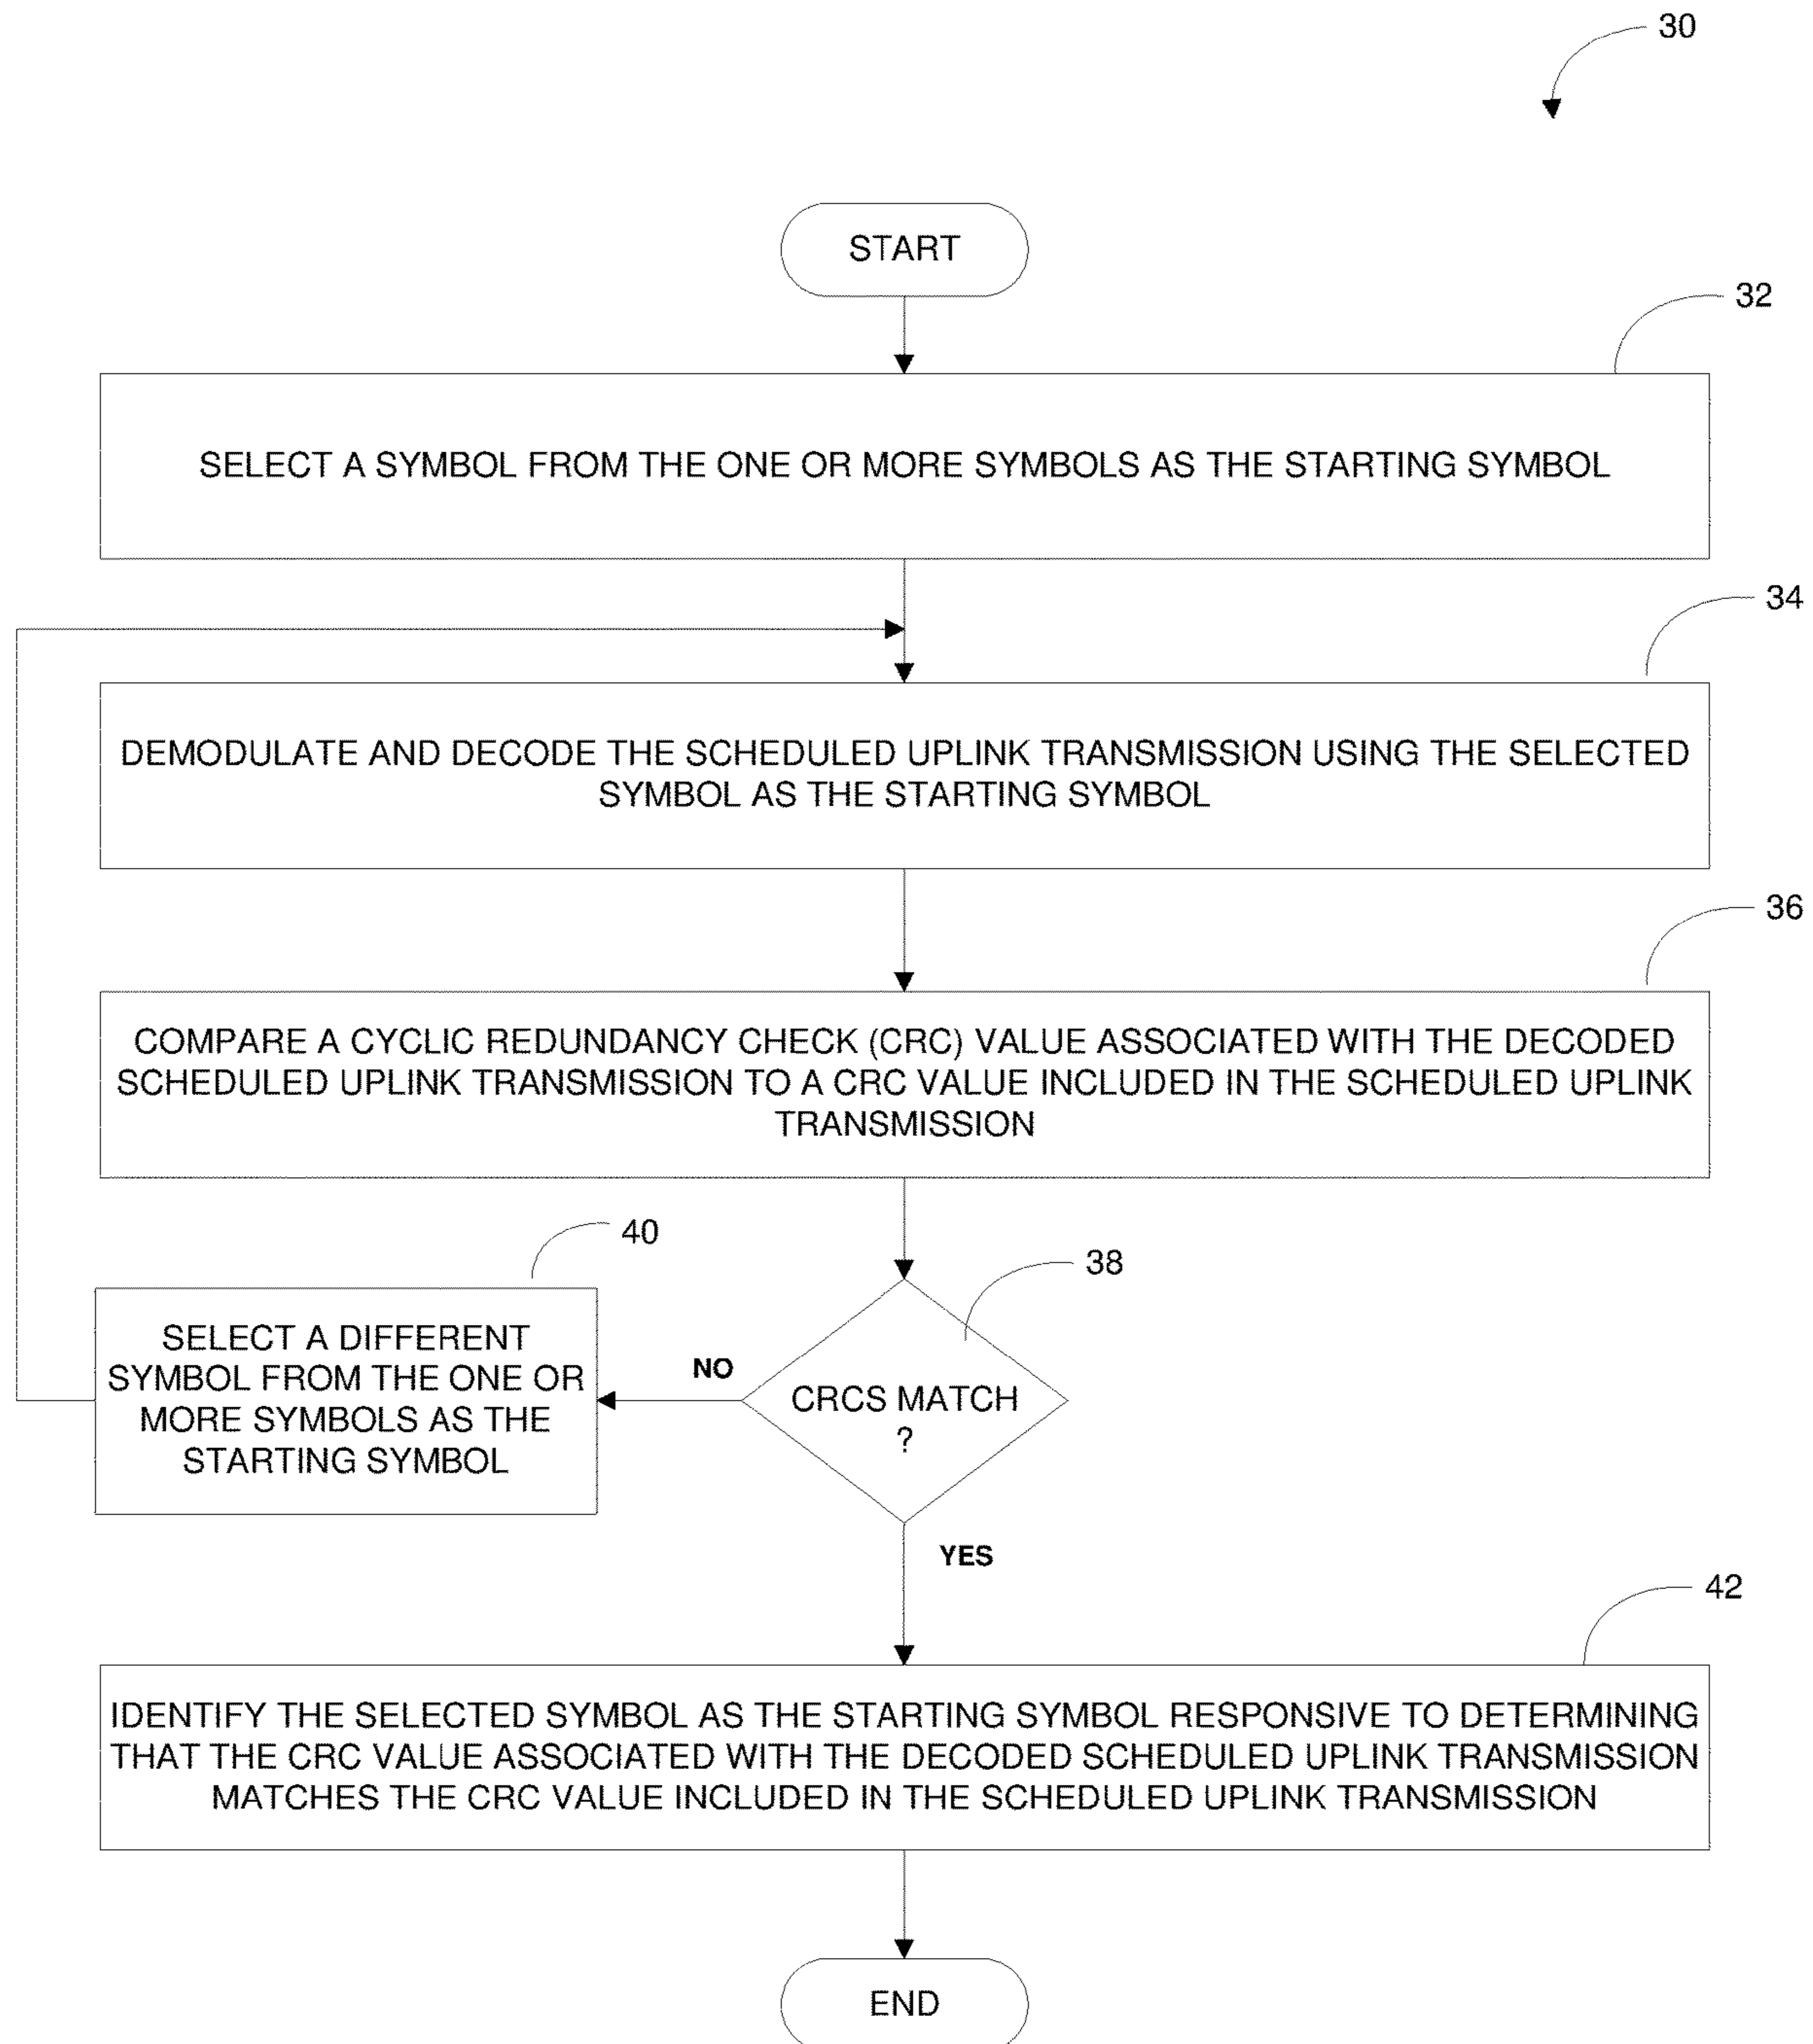 30
START
32
SELECT A SYMBOL FROM THE ONE OR MORE SYMBOLS AS THE STARTING SYMBOL
34
DEMODULATE AND DECODE THE SCHEDULED UPLINK TRANSMISSION USING THE SELECTED
SYMBOL AS THE STARTING SYMBOL
36
COMPARE A CYCLIC REDUNDANCY CHECK (CRC) VALUE ASSOCIATED WITH THE DECODED
SCHEDULED UPLINK TRANSMISSION TO A CRC VALUE INCLUDED IN THE SCHEDULED UPLINK
TRANSMISSION
40
SELECT A DIFFERENT
SYMBOL FROM THE ONE OR
MORE SYMBOLS AS THE
STARTING SYMBOL
NO
38
CRCS MATCH
?
YES
42
IDENTIFY THE SELECTED SYMBOL AS THE STARTING SYMBOL RESPONSIVE TO DETERMINING
THAT THE CRC VALUE ASSOCIATED WITH THE DECODED SCHEDULED UPLINK TRANSMISSION
MATCHES THE CRC VALUE INCLUDED IN THE SCHEDULED UPLINK TRANSMISSION
END